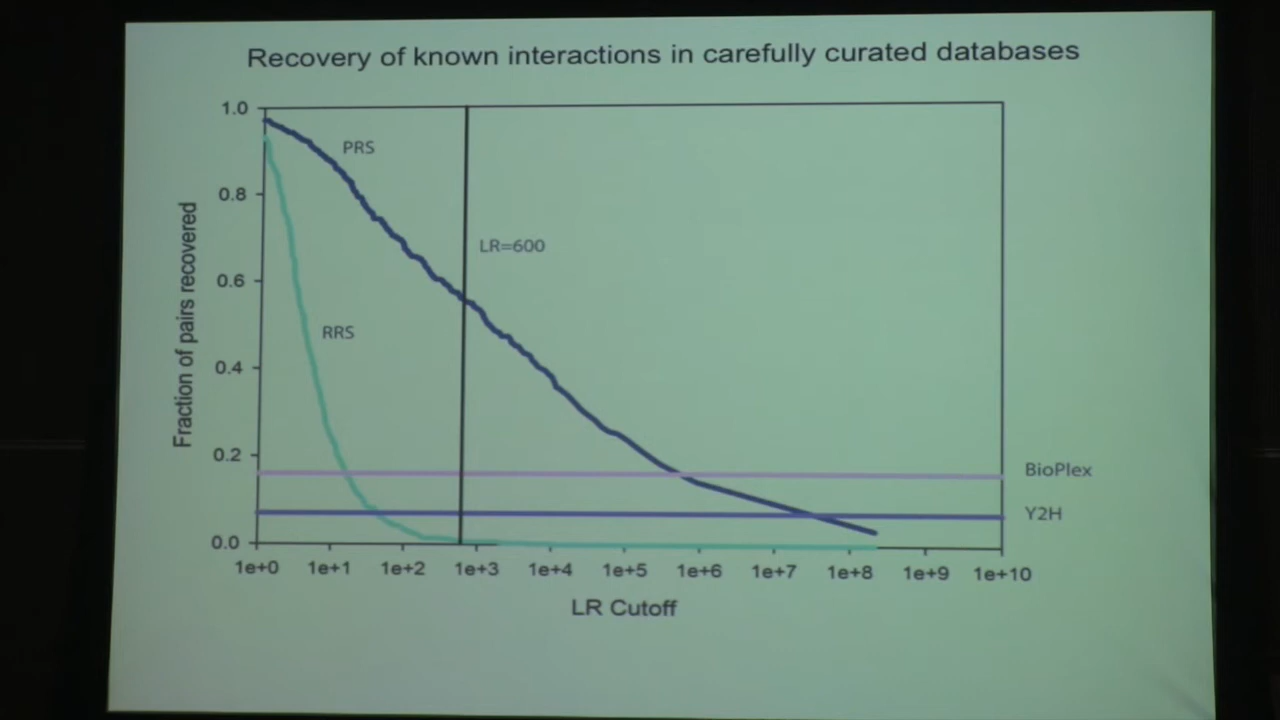 Recovery of known interactions in carefully curated databases
1.0
0.8
0.6
0.4
0.2
0.0
Fraction of pairs recovered
PRS
LR=600
RRS
BioPlex
Y2H
1e+0 1e+1 1e+2 1e+3 1e+4 1e+5 1e+6 1e+7 1e+8 1e+9 1e+10
LR Cutoff